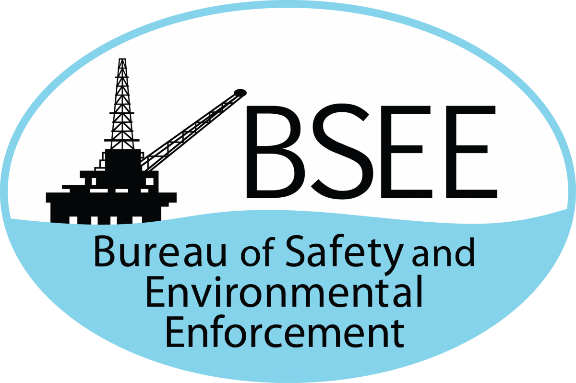 BSEE
Bureau of Safety and
Environmental
Enforcement